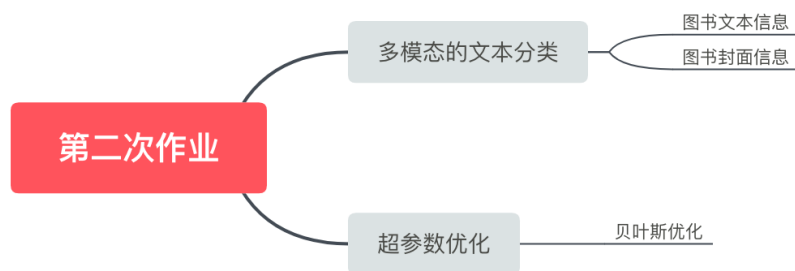 第二次作业
多模态的文本分类
图书文本信息
图书封面信息
超参数优化
贝叶斯优化